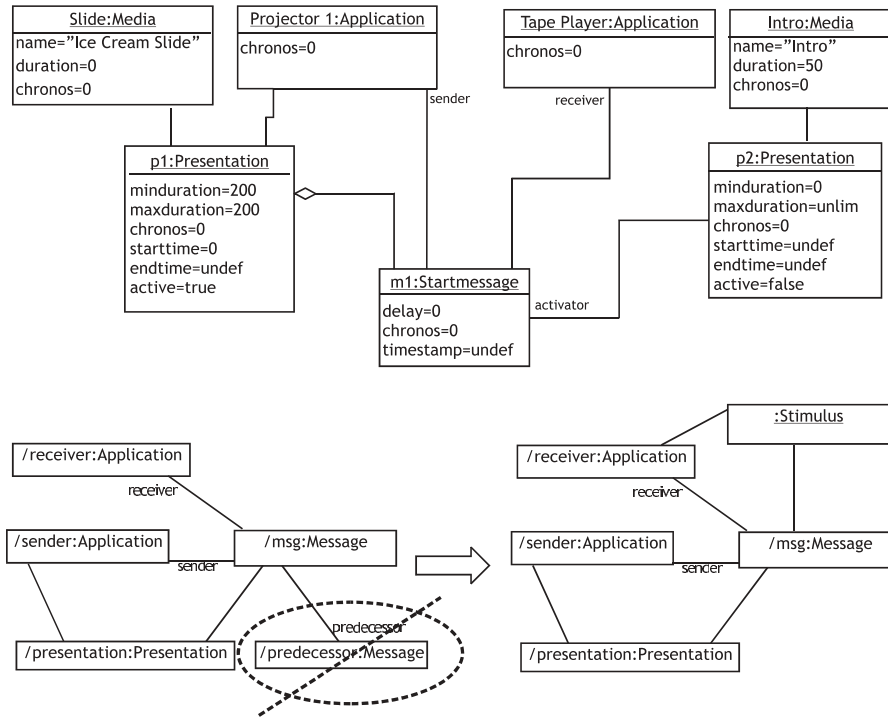 Slide:Media
name="Ice Cream Slide"
duration=0
chronos=0
Projector 1:Application
chronos=0
sender
Tape Player:Application
chronos=0
receiver
Intro:Media
name="Intro"
duration=50
chronos=0
p1:Presentation
minduration=200
maxduration=200
chronos=0
starttime=0
endtime=undef
active=true
p2:Presentation
minduration=0
maxduration=unlim
chronos=0
starttime=undef
endtime=undef
active=false
m1:Startmessage
delay=0
chronos=0
timestamp=undef
activator
/receiver:Application
receiver
/sender:Application
sender
/msg:Message
predecessor
/presentation:Presentation
/predecessor:Message
:Stimulus
/receiver:Application
receiver
/sender:Application
sender
/msg:Message
/presentation:Presentation